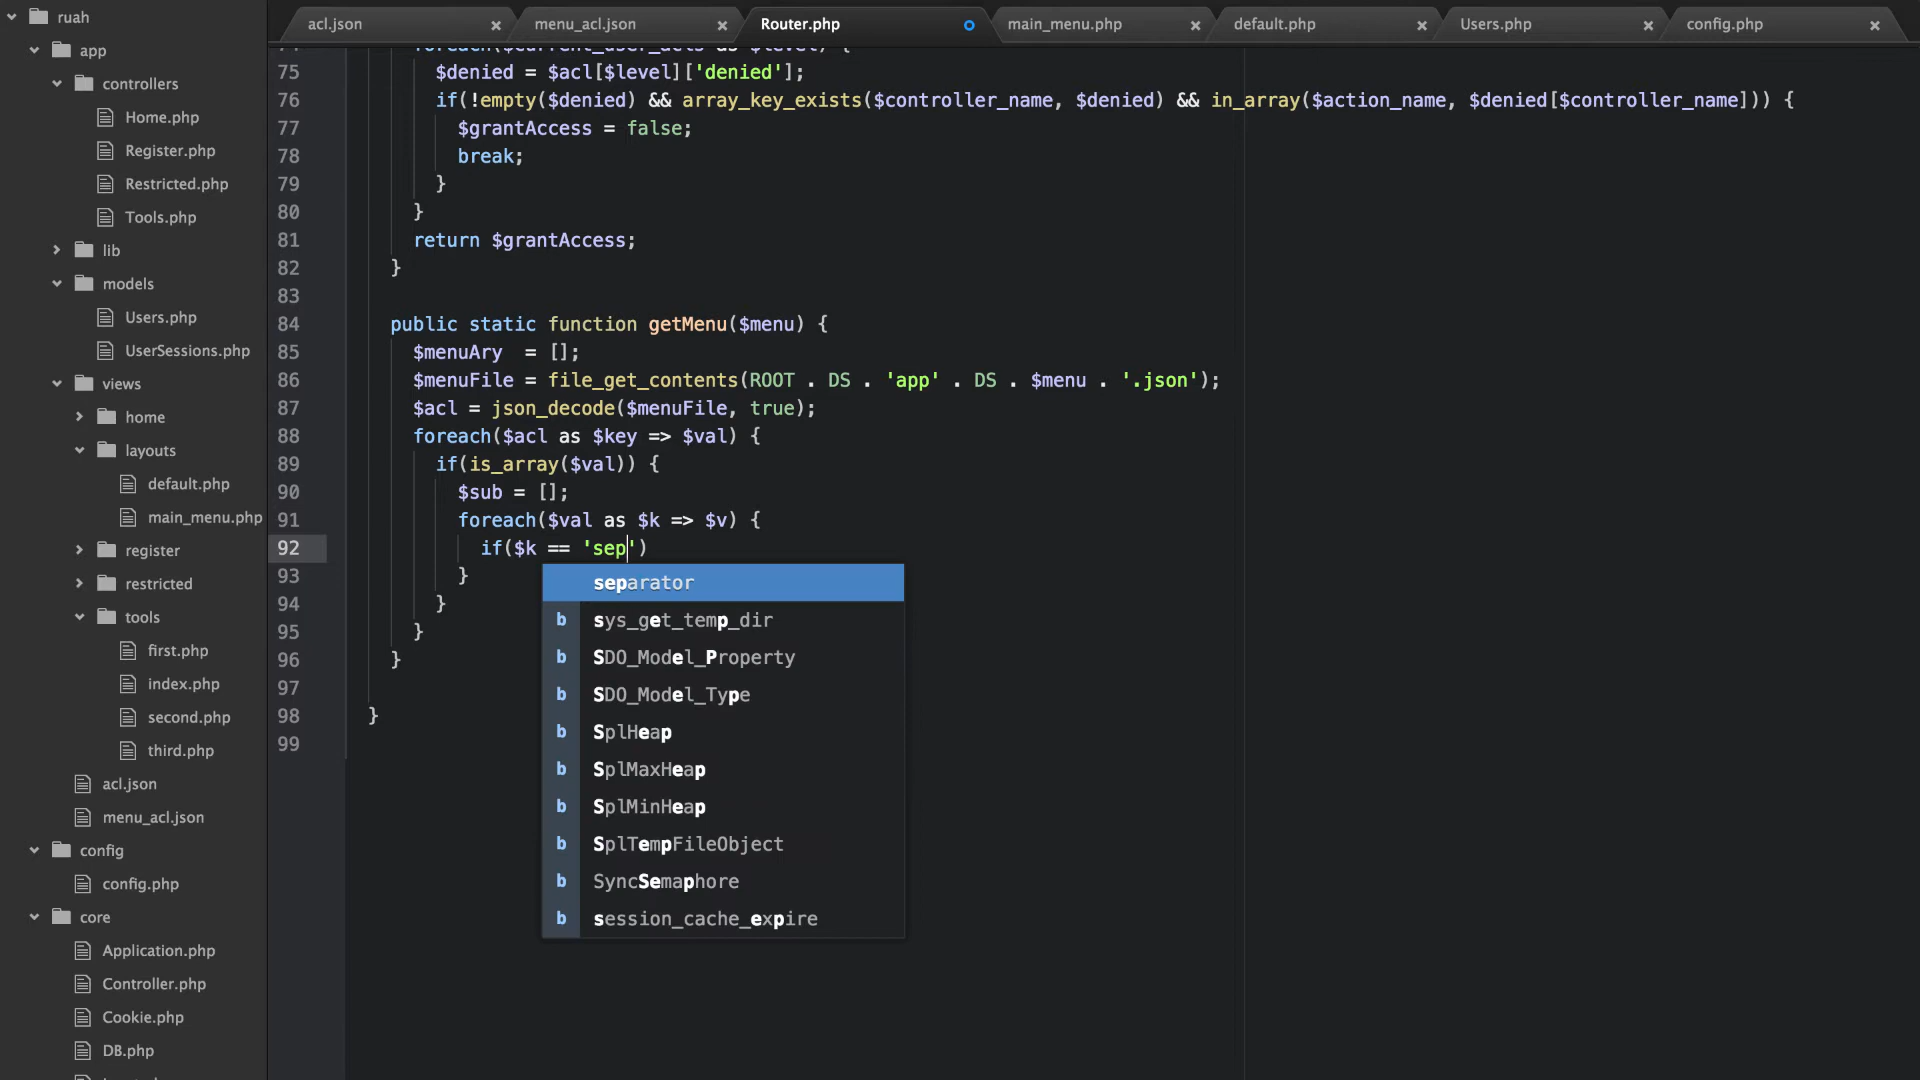 ruah
app
controllers
Home.php
Register.php
Restricted.php
Tools.php
lib
models
Users.php
UserSessions.php
views
home
layouts
default.php
main_menu.php
register
restricted
tools
first.php
index.php
second.php
third.php
acl.json
menu_acl.json
config
config.php
core
Application.php
Controller.php
Cookie.php
DB.php
acl.json
menu_acl.json
Router.php
main_menu.php
default.php
Users.php
config.php
foreach($current_user_acls as $level) {
75 $denied = $acl[$level]['denied'];
76 if(!empty($denied) && array_key_exists($controller_name, $denied) && in_array($action_name, $denied[$controller_name])) {
77 $grantAccess = false;
78 break;
79 }
80 }
81 return $grantAccess;
82 }
83
84 public static function getMenu($menu) {
85 $menuAry  = [];
86 $menuFile = file_get_contents(ROOT . DS . 'app' . DS . $menu . '.json');
87 $acl = json_decode($menuFile, true);
88 foreach($acl as $key => $val) {
89 if(is_array($val)) {
90 $sub = [];
91 foreach($val as $k => $v) {
92 if($k == 'sep')
93 }
94 }
95 }
96 }
97
98 }
99
separator
b sys_get_temp_dir
b SDO_Model_Property
b SDO_Model_Type
b SplHeap
b SplMaxHeap
b SplMinHeap
b SplTempFileObject
b SyncSemaphore
b session_cache_expire